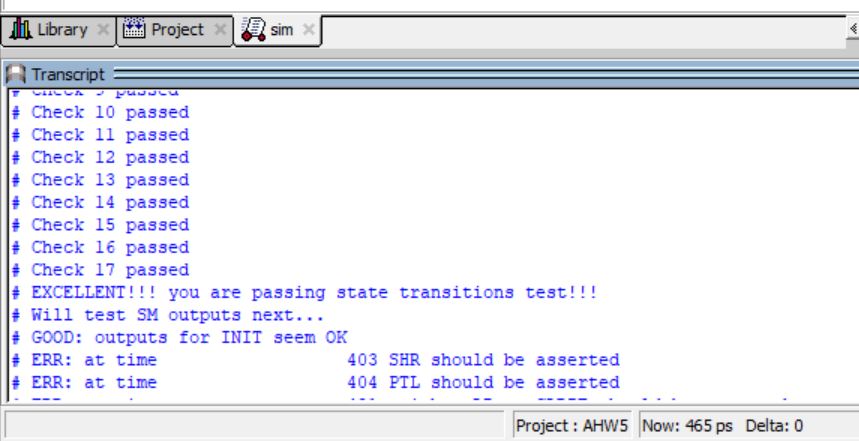 Library
Project
sim
Transcript
# Check 9 passed
# Check 10 passed
# Check 11 passed
# Check 12 passed
# Check 13 passed
# Check 14 passed
# Check 15 passed
# Check 16 passed
# Check 17 passed
# EXCELLENT!!! you are passing state transitions test!!!
# Will test SM outputs next...
# GOOD: outputs for INIT seem OK
# ERR: at time 403 SHR should be asserted
# ERR: at time 404 PTL should be asserted
Project : AHW5 Now: 465 ps Delta: 0